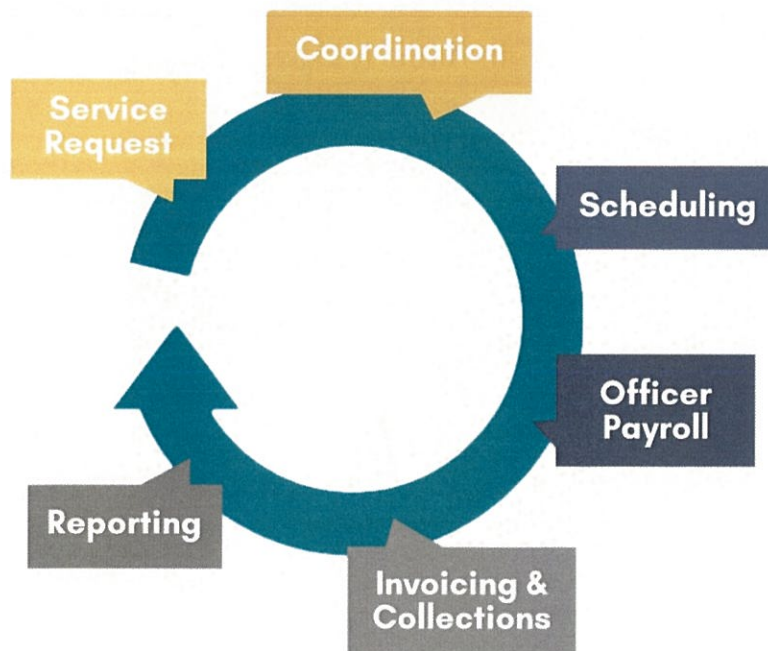 Coordination
Service
Request
Scheduling
Officer
Payroll
Invoicing &
Collections
Reporting